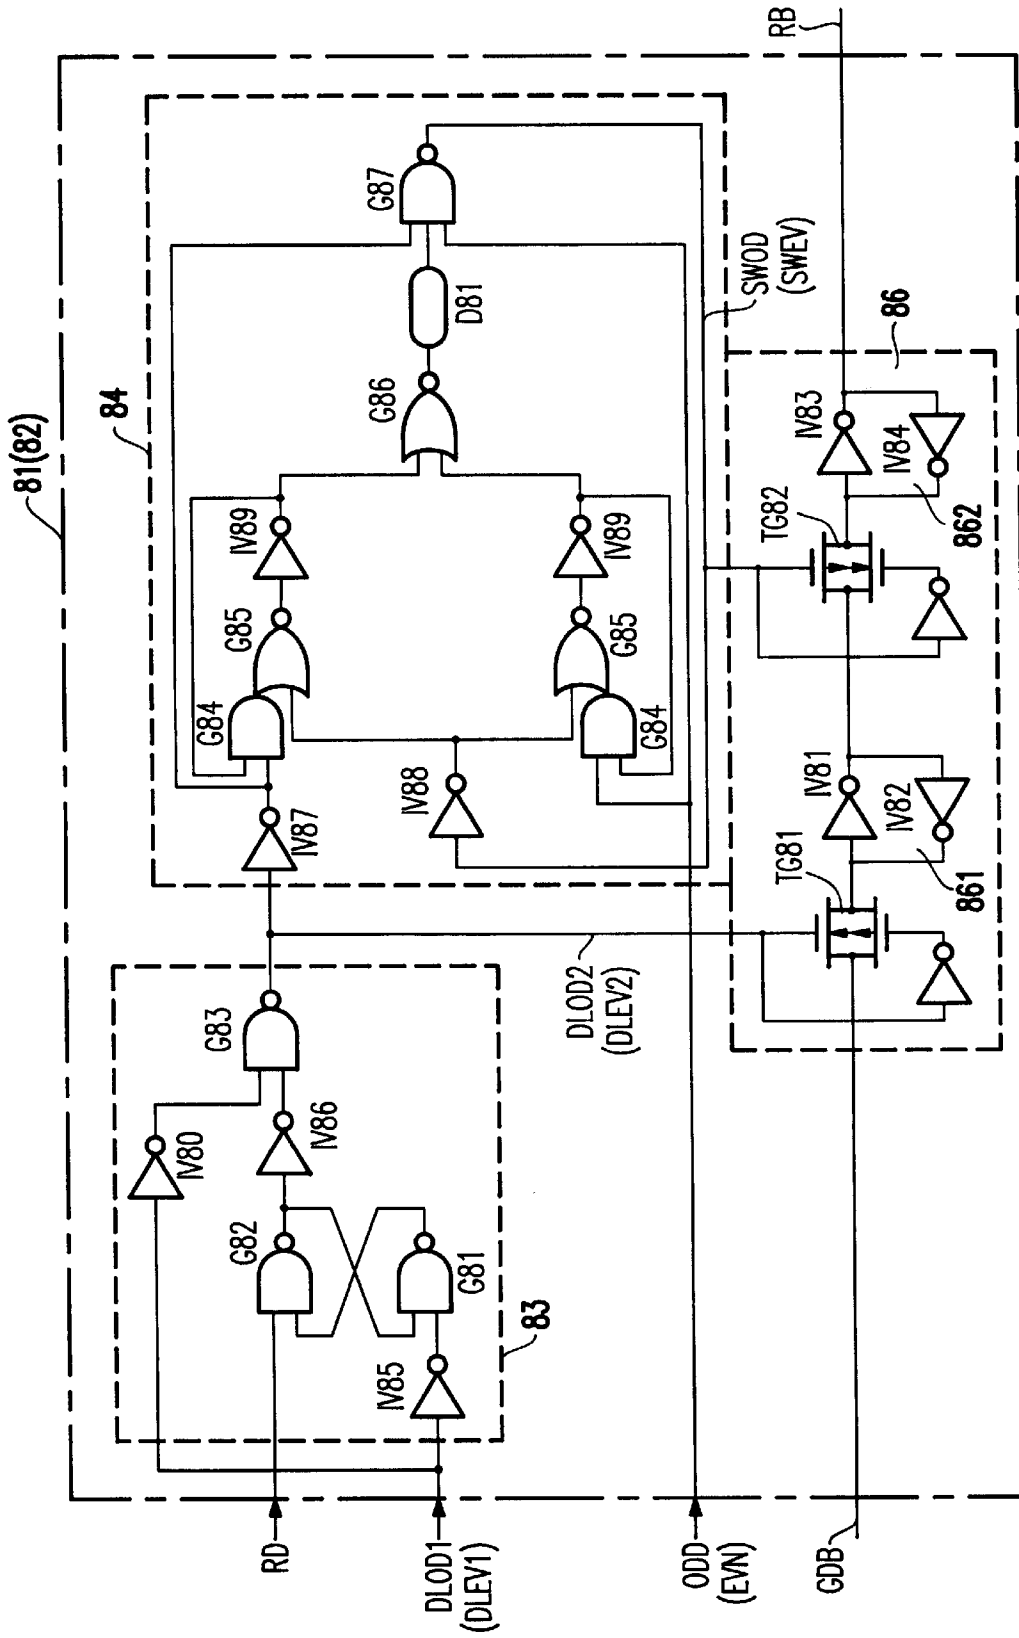 81(82)
84
RB
G87
D81
G86
SWOD
(SWEV)
86
IV83
IV84
862
TG82
IV89
G85
G84
IV89
G85
G84
IV87
IV88
IV81
IV82
861
TG81
DLOD2
(DLEV2)
G83
IV86
IV80
G82
G81
83
IV85
RD
DLOD1
(DLEV1)
ODD
(EVN)
GDB